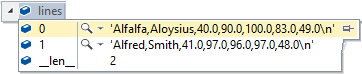 lines
0 'Alfalfa,Aloysius,40.0,90.0,100.0,83.0,49.0\n'
1 'Alfred,Smith,41.0,97.0,96.0,97.0,48.0\n'
__len__ 2